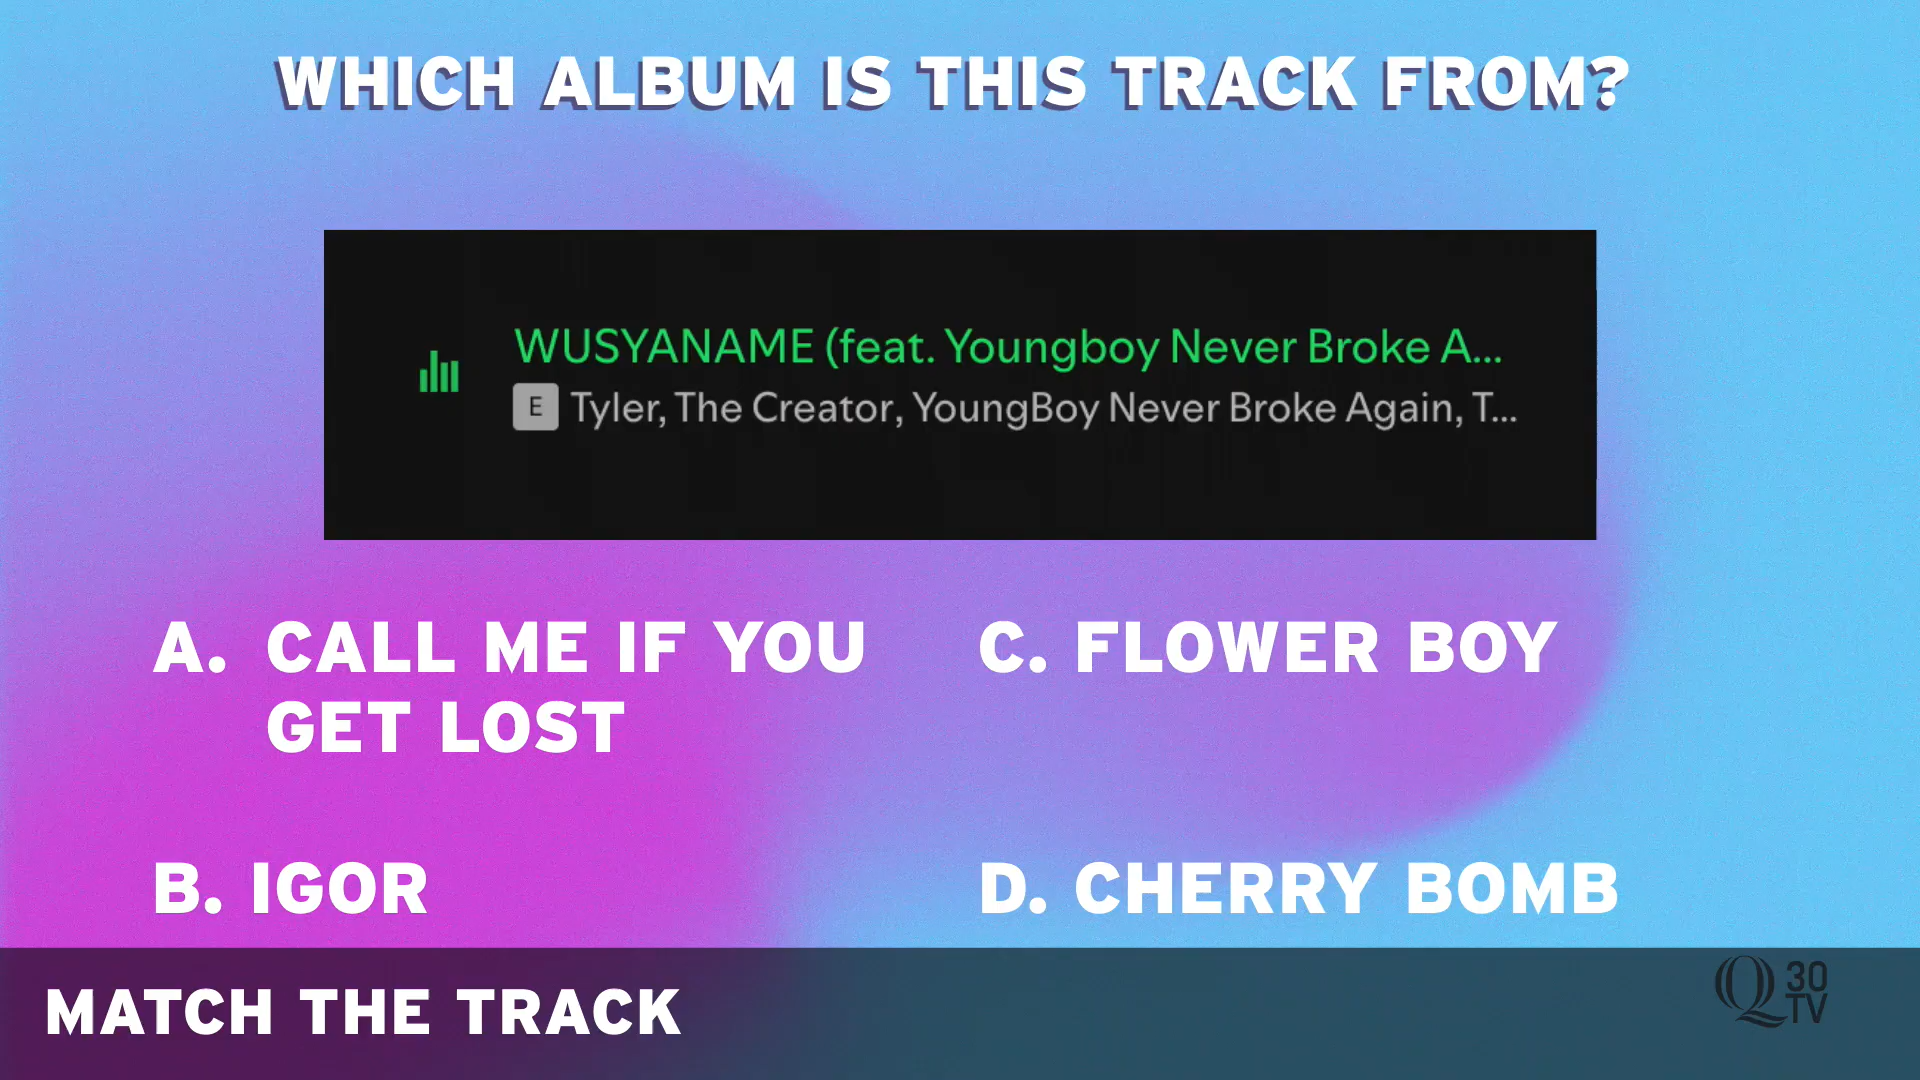 WHICH ALBUM IS THIS TRACK FROM?
WUSYANAME (feat. Youngboy Never Broke A...
E Tyler, The Creator, YoungBoy Never Broke Again, T...
A. CALL ME IF YOU
GET LOST
B. IGOR
C. FLOWER BOY
D. CHERRY BOMB
MATCH THE TRACK
Q 30
TV